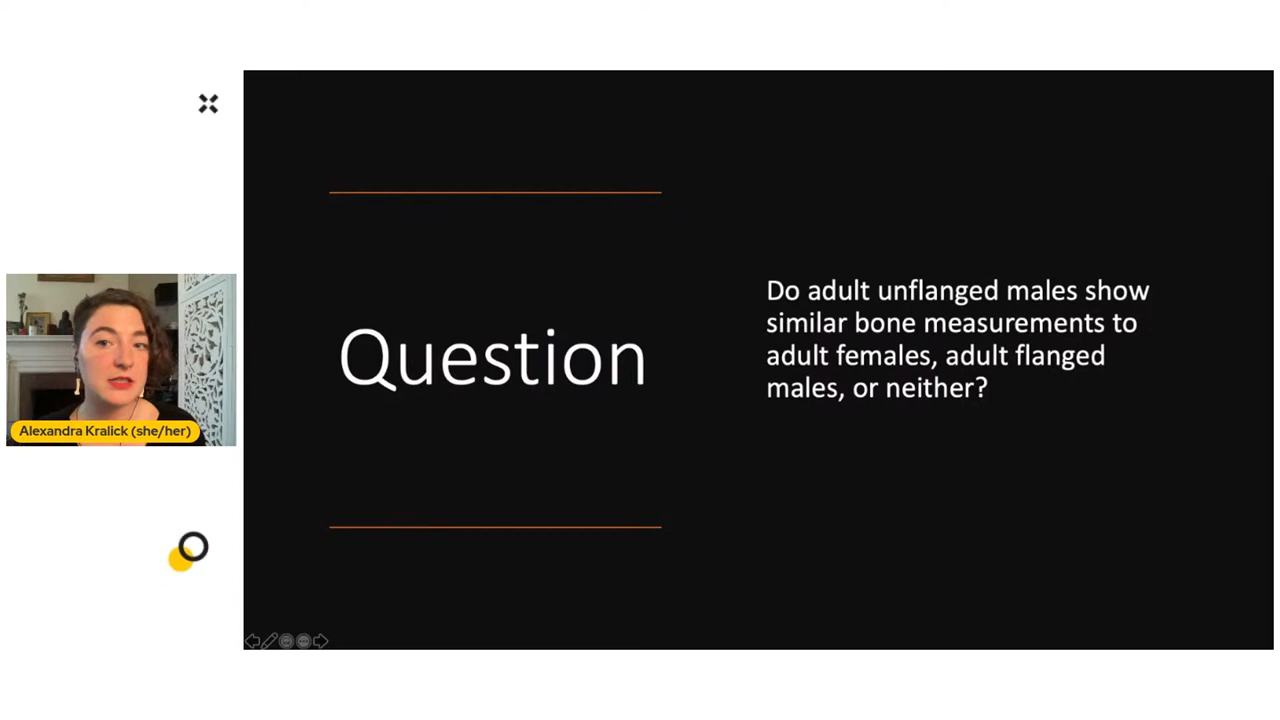 Question
Do adult unflanged males show
similar bone measurements to
adult females, adult flanged
males, or neither?
Alexandra Kralick (she/her)